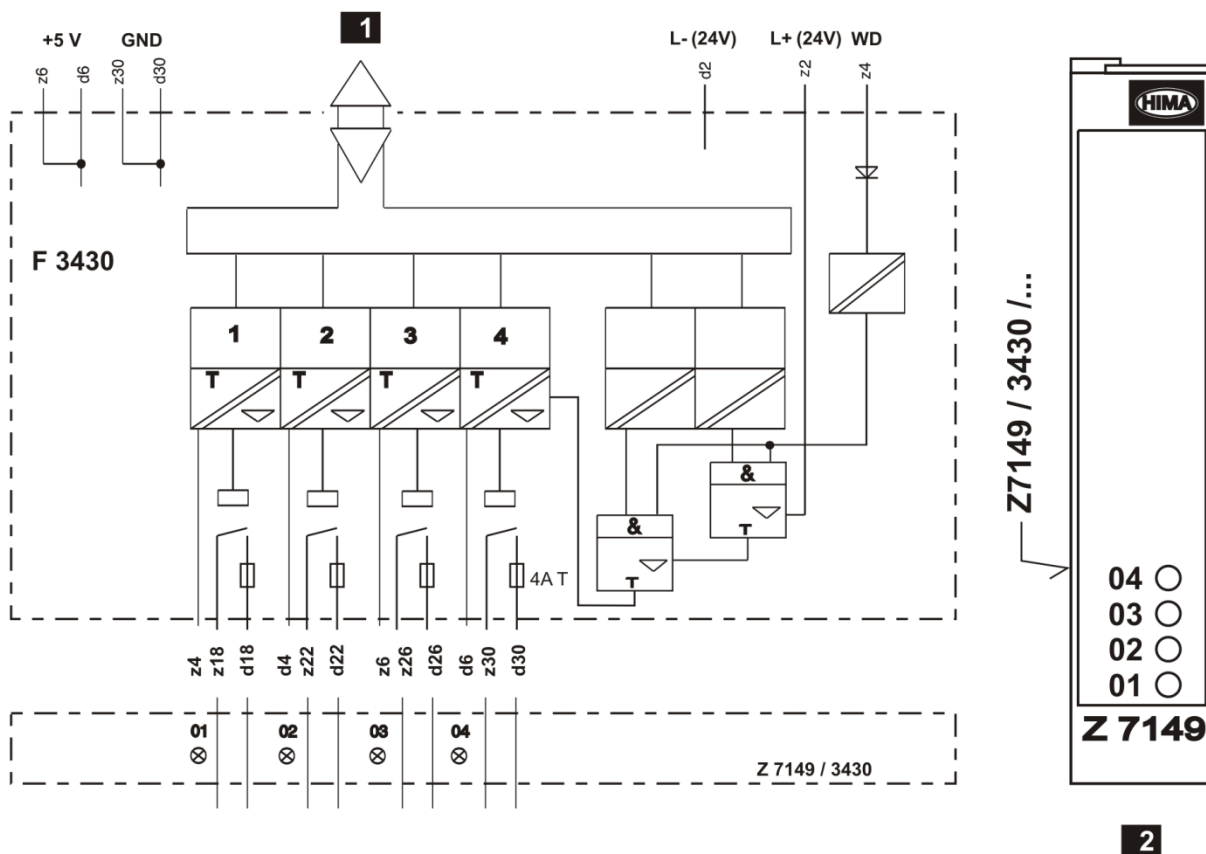 1
+5 V GND L- (24V) L+ (24V) WD
z6 d6 z30 d30 d2 z2 z4
HIMA
F 3430
1 2 3 4
T T T T
&
T
&
T
4A T
z4 z18 d18 d4 z22 d22 z6 z26 d26 d6 z30 d30
01 02 03 04
Z 7149 / 3430
Z7149 / 3430 /...
04
03
02
01
Z 7149
2